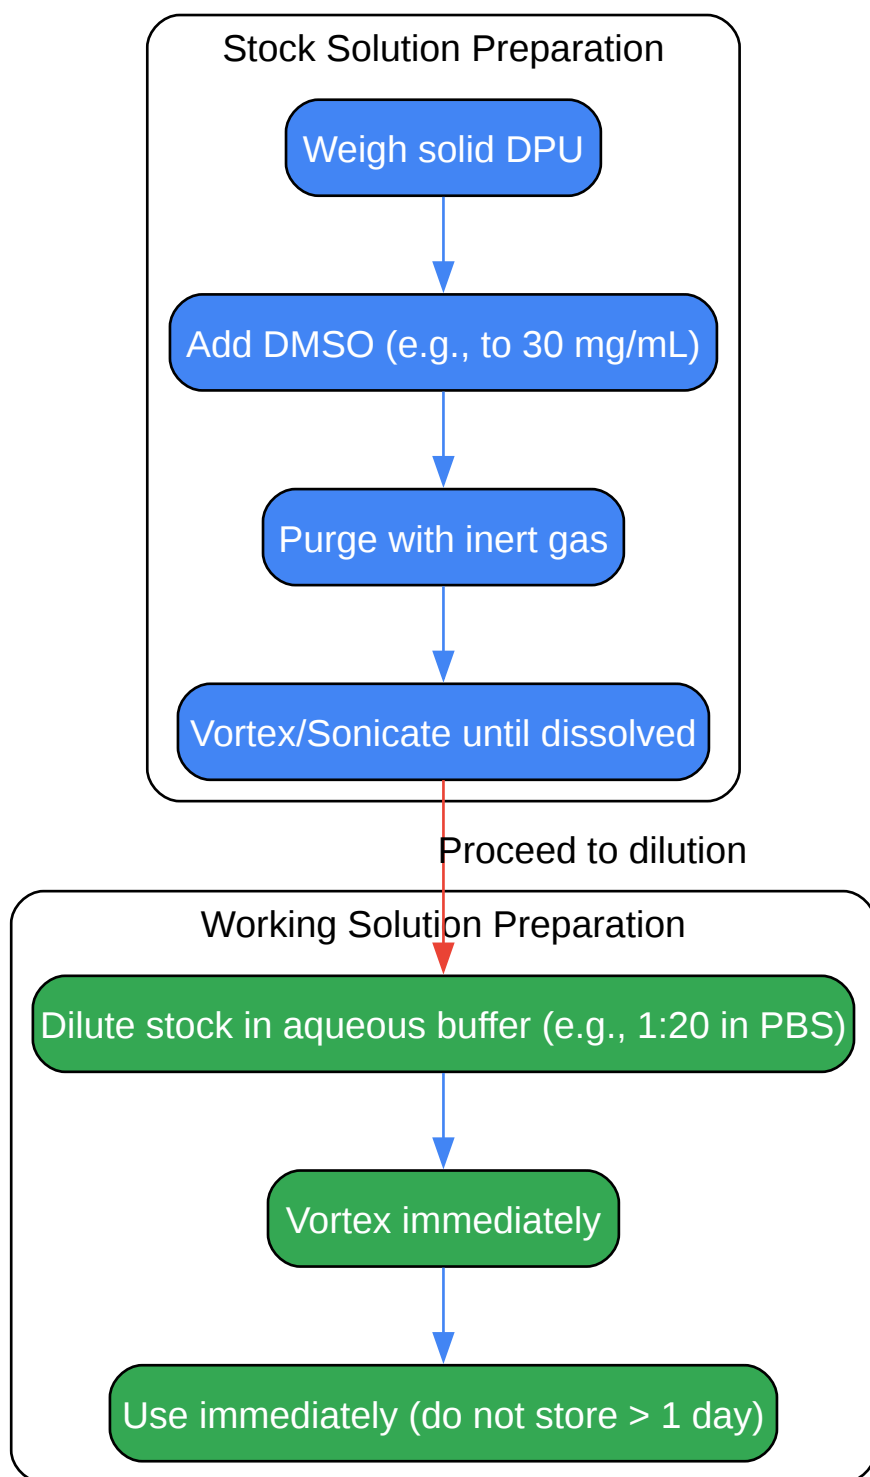 Stock Solution Preparation
Weigh solid DPU
Add DMSO (e.g., to 30 mg/mL)
Purge with inert gas
Vortex/Sonicate until dissolved
Proceed to dilution
Working Solution Preparation
Dilute stock in aqueous buffer (e.g., 1:20 in PBS)
Vortex immediately
Use immediately (do not store > 1 day)